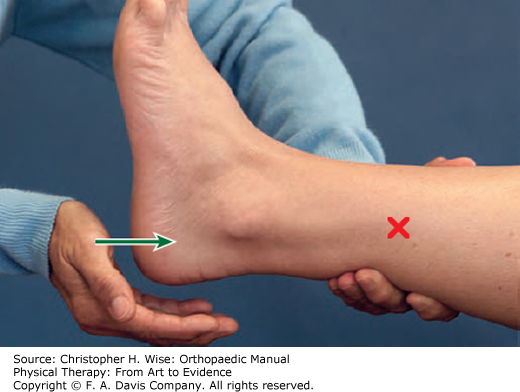 Source: Christopher H. Wise: Orthopaedic Manual
Physical Therapy: From Art to Evidence
Copyright © F. A. Davis Company. All rights reserved.